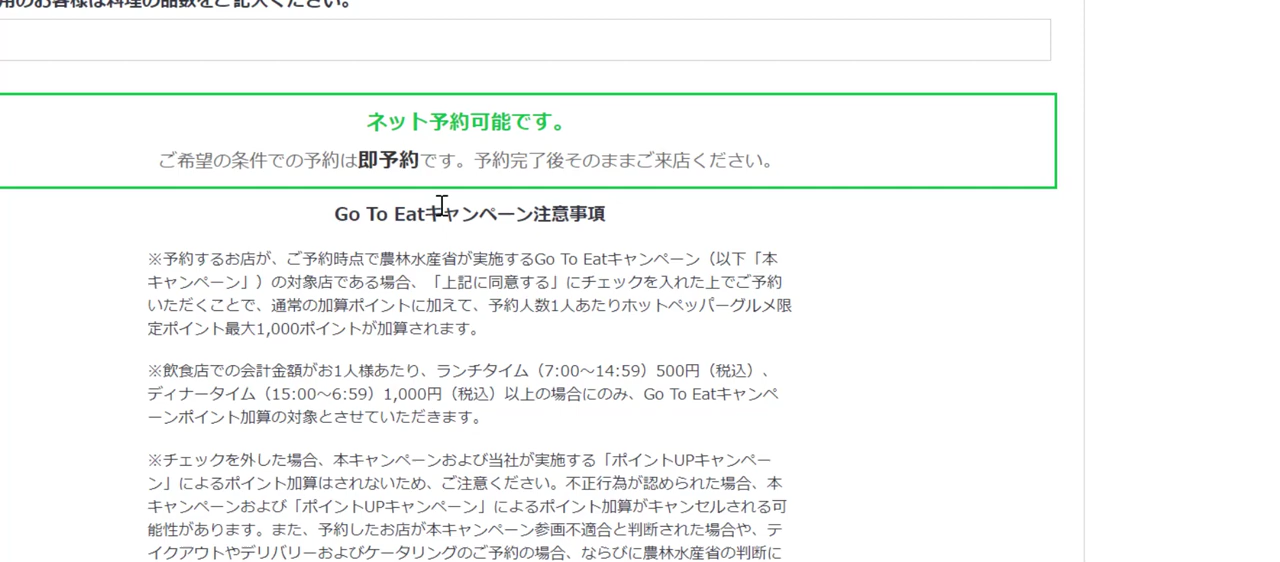 用のお客様は料理の品数をご記入ください。
ネット予約可能です。
ご希望の条件での予約は即予約です。予約完了後そのままご来店ください。
Go To Eatキャンペーン注意事項
※予約するお店が、ご予約時点で農林水産省が実施するGo To Eatキャンペーン（以下「本
キャンペーン」）の対象店である場合、「上記に同意する」にチェックを入れた上でご予約
いただくことで、通常の加算ポイントに加えて、予約人数1人あたりホットペッパーグルメ限
定ポイント最大1,000ポイントが加算されます。
※飲食店での会計金額がお1人様あたり、ランチタイム（7:00～14:59）500円（税込）、
ディナータイム（15:00～6:59）1,000円（税込）以上の場合にのみ、Go To Eatキャンペ
ーンポイント加算の対象とさせていただきます。
※チェックを外した場合、本キャンペーンおよび当社が実施する「ポイントUPキャンペー
ン」によるポイント加算はされないため、ご注意ください。不正行為が認められた場合、本
キャンペーンおよび「ポイントUPキャンペーン」によるポイント加算がキャンセルされる可
能性があります。また、予約したお店が本キャンペーン参画不適合と判断された場合や、テ
イクアウトやデリバリーおよびケータリングのご予約の場合、ならびに農林水産省の判断に